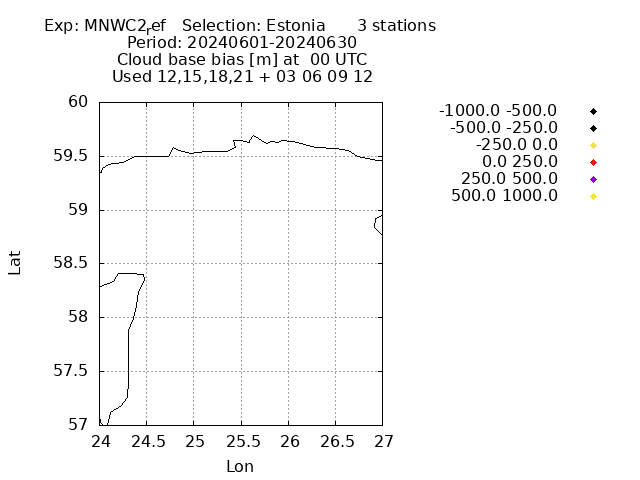 Exp: MNWC2ref   Selection: Estonia      3 stations
Period: 20240601-20240630
Cloud base bias [m] at  00 UTC
Used 12,15,18,21 + 03 06 09 12
-1000.0 -500.0
-500.0 -250.0
-250.0 0.0
0.0 250.0
250.0 500.0
500.0 1000.0
60
59.5
59
58.5
58
57.5
57
Lat
24 24.5 25 25.5 26 26.5 27
Lon